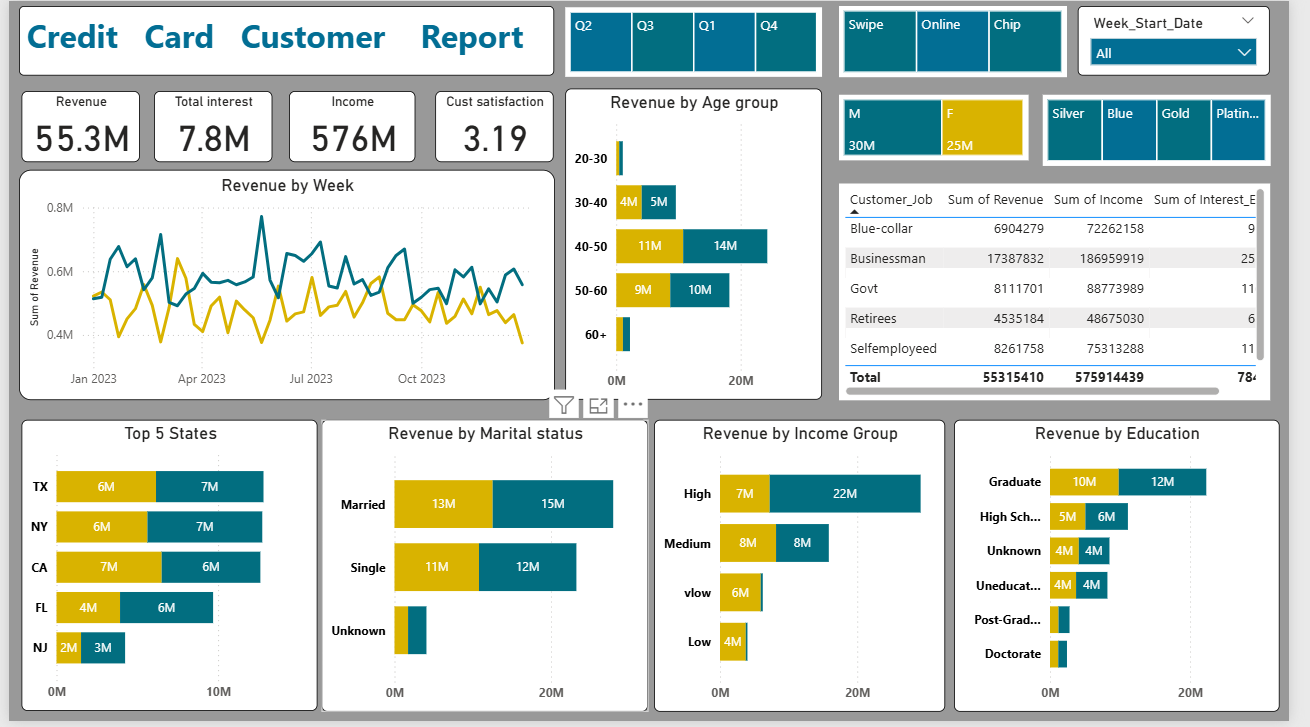 Credit Card Customer Report
Q2
Q3
Q1
Q4
Swipe
Online
Chip
Week_Start_Date
All
Revenue
55.3M
Total interest
7.8M
Income
576M
Cust satisfaction
3.19
M
30M
F
25M
Silver
Blue
Gold
Platin...
Revenue by Week
Sum of Revenue
0.8M
0.6M
0.4M
Jan 2023
Apr 2023
Jul 2023
Oct 2023
Revenue by Age group
20-30
30-40 4M 5M
40-50 11M 14M
50-60 9M 10M
60+
0M 20M
Customer_Job Sum of Revenue Sum of Income Sum of Interest_E
Blue-collar 6904279 72262158 9
Businessman 17387832 186959919 25
Govt 8111701 88773989 11
Retirees 4535184 48675030 6
Selfemployeed 8261758 75313288 11
Total 55315410 575914439 784
Top 5 States
TX 6M 7M
NY 6M 7M
CA 7M 6M
FL 4M 6M
NJ 2M 3M
0M 10M
Revenue by Marital status
Married 13M 15M
Single 11M 12M
Unknown
0M 20M
Revenue by Income Group
High 7M 22M
Medium 8M 8M
vlow 6M
Low 4M
0M 20M
Revenue by Education
Graduate 10M 12M
High Sch... 5M 6M
Unknown 4M 4M
Uneducat... 4M 4M
Post-Grad...
Doctorate
0M 20M